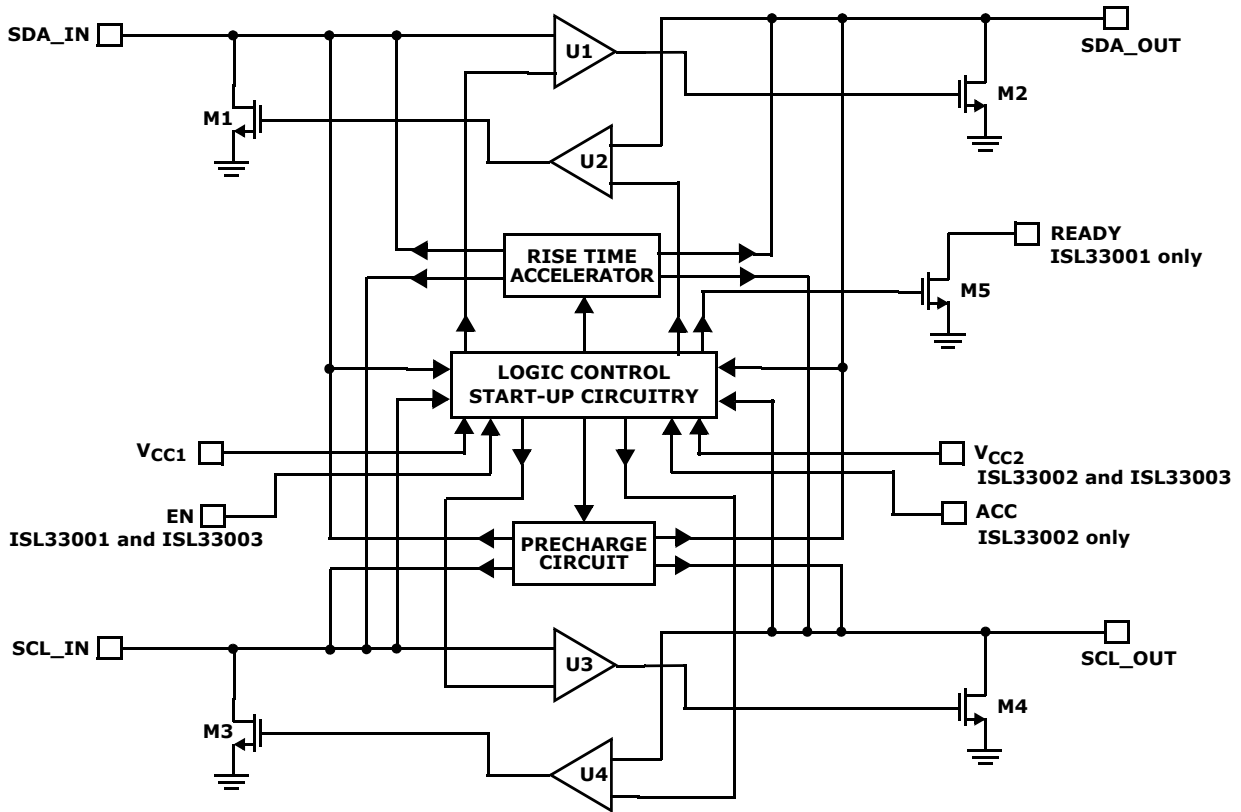 SDA_IN
U1
SDA_OUT
M1
M2
U2
RISE TIME
ACCELERATOR
READY
ISL33001 only
M5
LOGIC CONTROL
START-UP CIRCUITRY
VCC1
VCC2
ISL33002 and ISL33003
EN
ISL33001 and ISL33003
ACC
ISL33002 only
PRECHARGE
CIRCUIT
SCL_IN
U3
SCL_OUT
M3
M4
U4